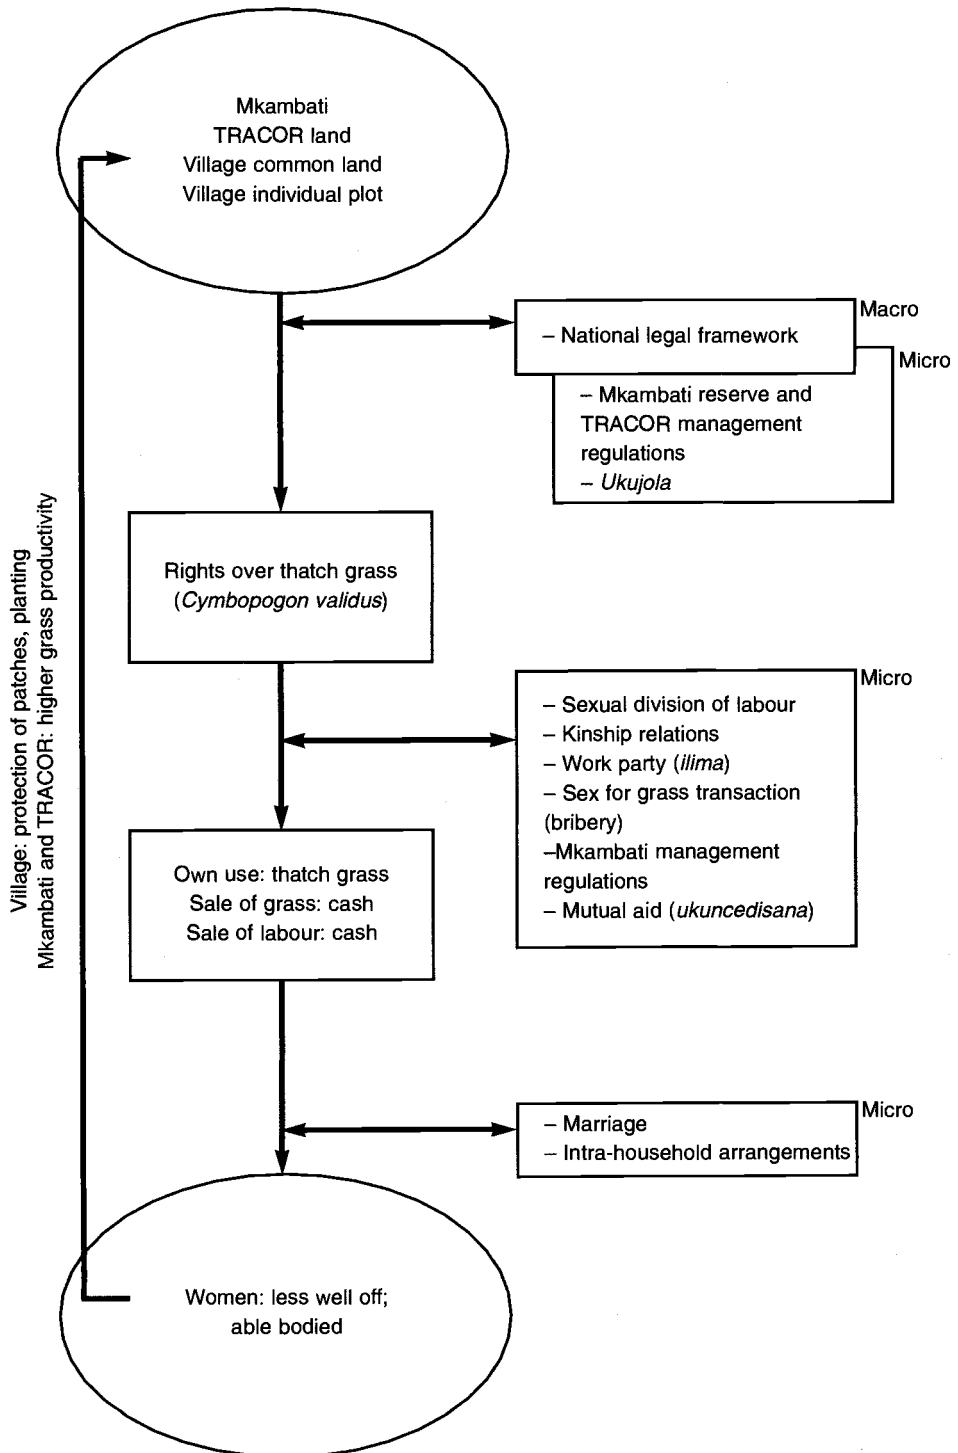 Mkambati
TRACOR land
Village common land
Village individual plot
Macro
– National legal framework
Micro
– Mkambati reserve and
TRACOR management
regulations
– Ukujola
Rights over thatch grass
(Cymbopogon validus)
Micro
– Sexual division of labour
– Kinship relations
– Work party (ilima)
– Sex for grass transaction
(bribery)
–Mkambati management
regulations
– Mutual aid (ukuncedisana)
Own use: thatch grass
Sale of grass: cash
Sale of labour: cash
Micro
– Marriage
– Intra-household arrangements
Women: less well off;
able bodied
Village: protection of patches, planting
Mkambati and TRACOR: higher grass productivity